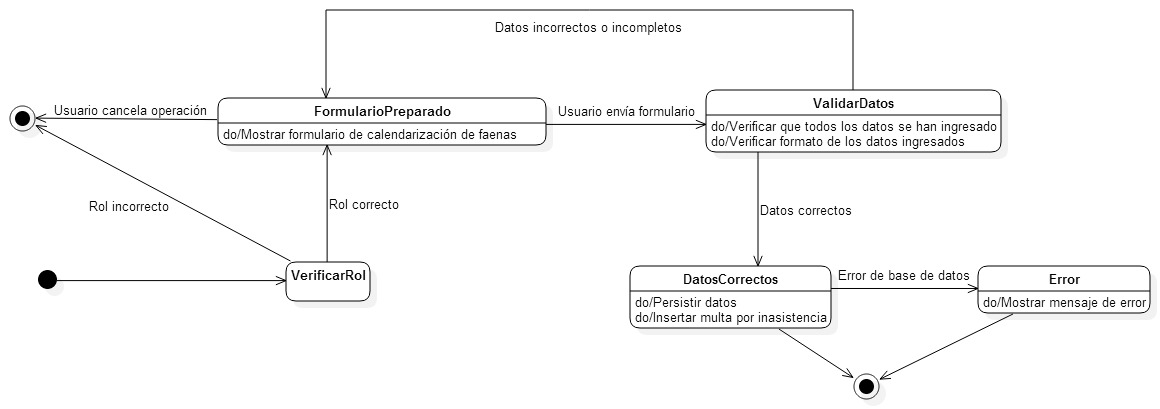 Datos incorrectos o incompletos
Usuario cancela operación
FormularioPreparado
do/Mostrar formulario de calendarización de faenas
Usuario envía formulario
ValidarDatos
do/Verificar que todos los datos se han ingresado
do/Verificar formato de los datos ingresados
Rol incorrecto
Rol correcto
Datos correctos
VerificarRol
DatosCorrectos
do/Persistir datos
do/Insertar multa por inasistencia
Error de base de datos
Error
do/Mostrar mensaje de error